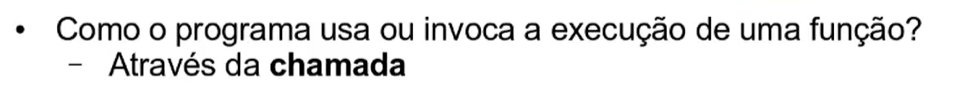 • Como o programa usa ou invoca a execução de uma função?
– Através da chamada